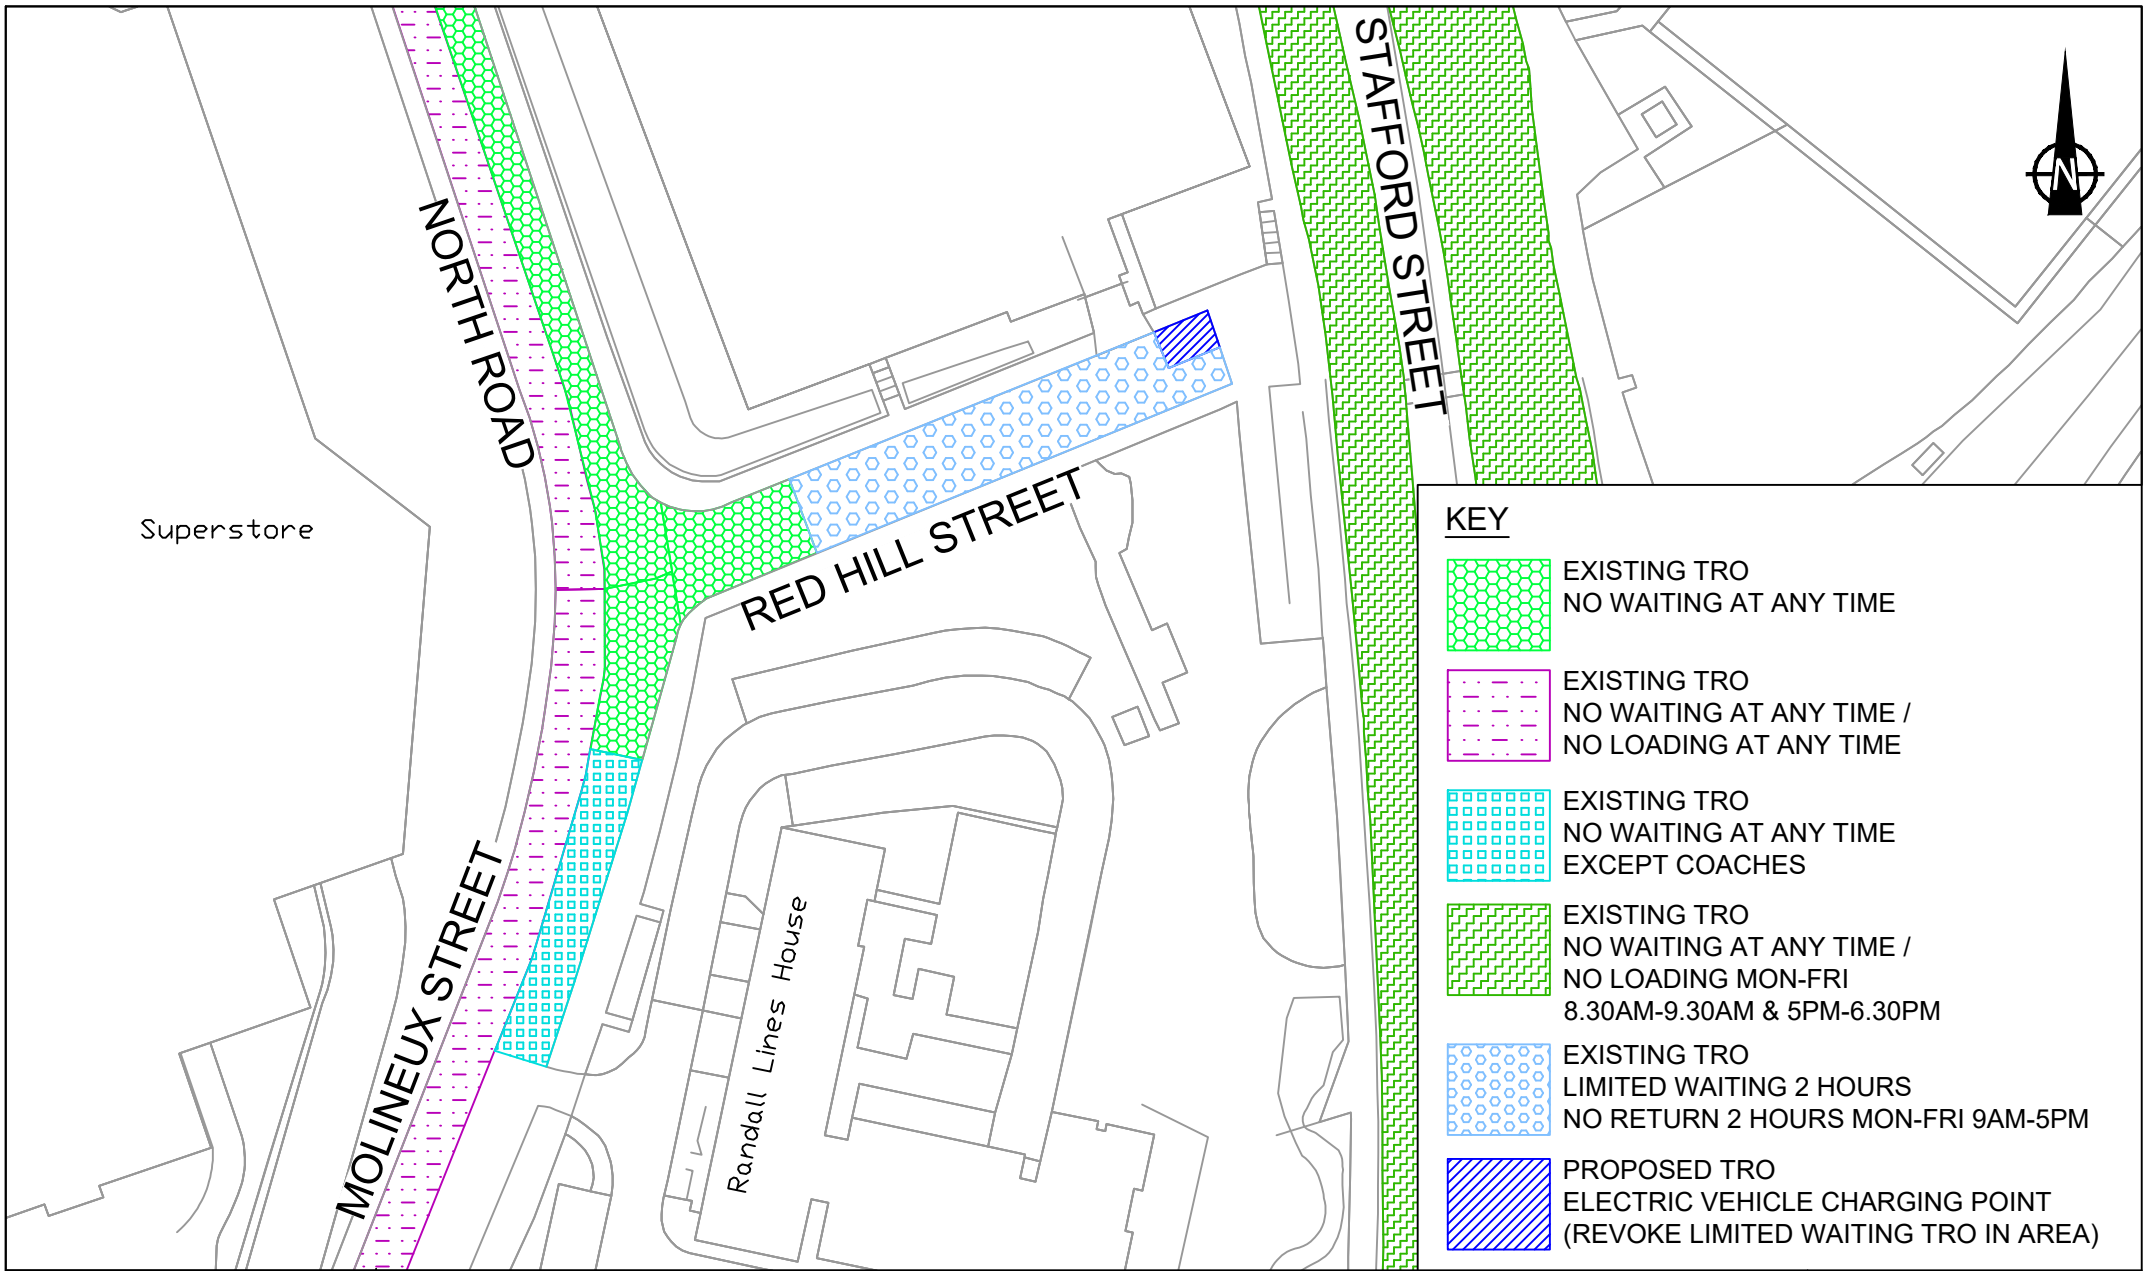 STAFFORD STREET
N
NORTH ROAD
Superstore
RED HILL STREET
MOLINEUX STREET
Randall Lines House
KEY
EXISTING TRO
NO WAITING AT ANY TIME
EXISTING TRO
NO WAITING AT ANY TIME /
NO LOADING AT ANY TIME
EXISTING TRO
NO WAITING AT ANY TIME
EXCEPT COACHES
EXISTING TRO
NO WAITING AT ANY TIME /
NO LOADING MON-FRI
8.30AM-9.30AM & 5PM-6.30PM
EXISTING TRO
LIMITED WAITING 2 HOURS
NO RETURN 2 HOURS MON-FRI 9AM-5PM
PROPOSED TRO
ELECTRIC VEHICLE CHARGING POINT
(REVOKE LIMITED WAITING TRO IN AREA)